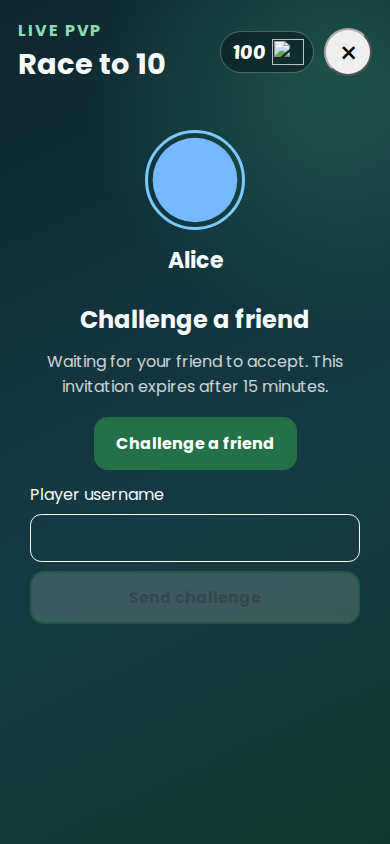 LIVE PVP
Race to 10
100
×
Alice
Challenge a friend
Waiting for your friend to accept. This
invitation expires after 15 minutes.
Challenge a friend
Player username
Send challenge